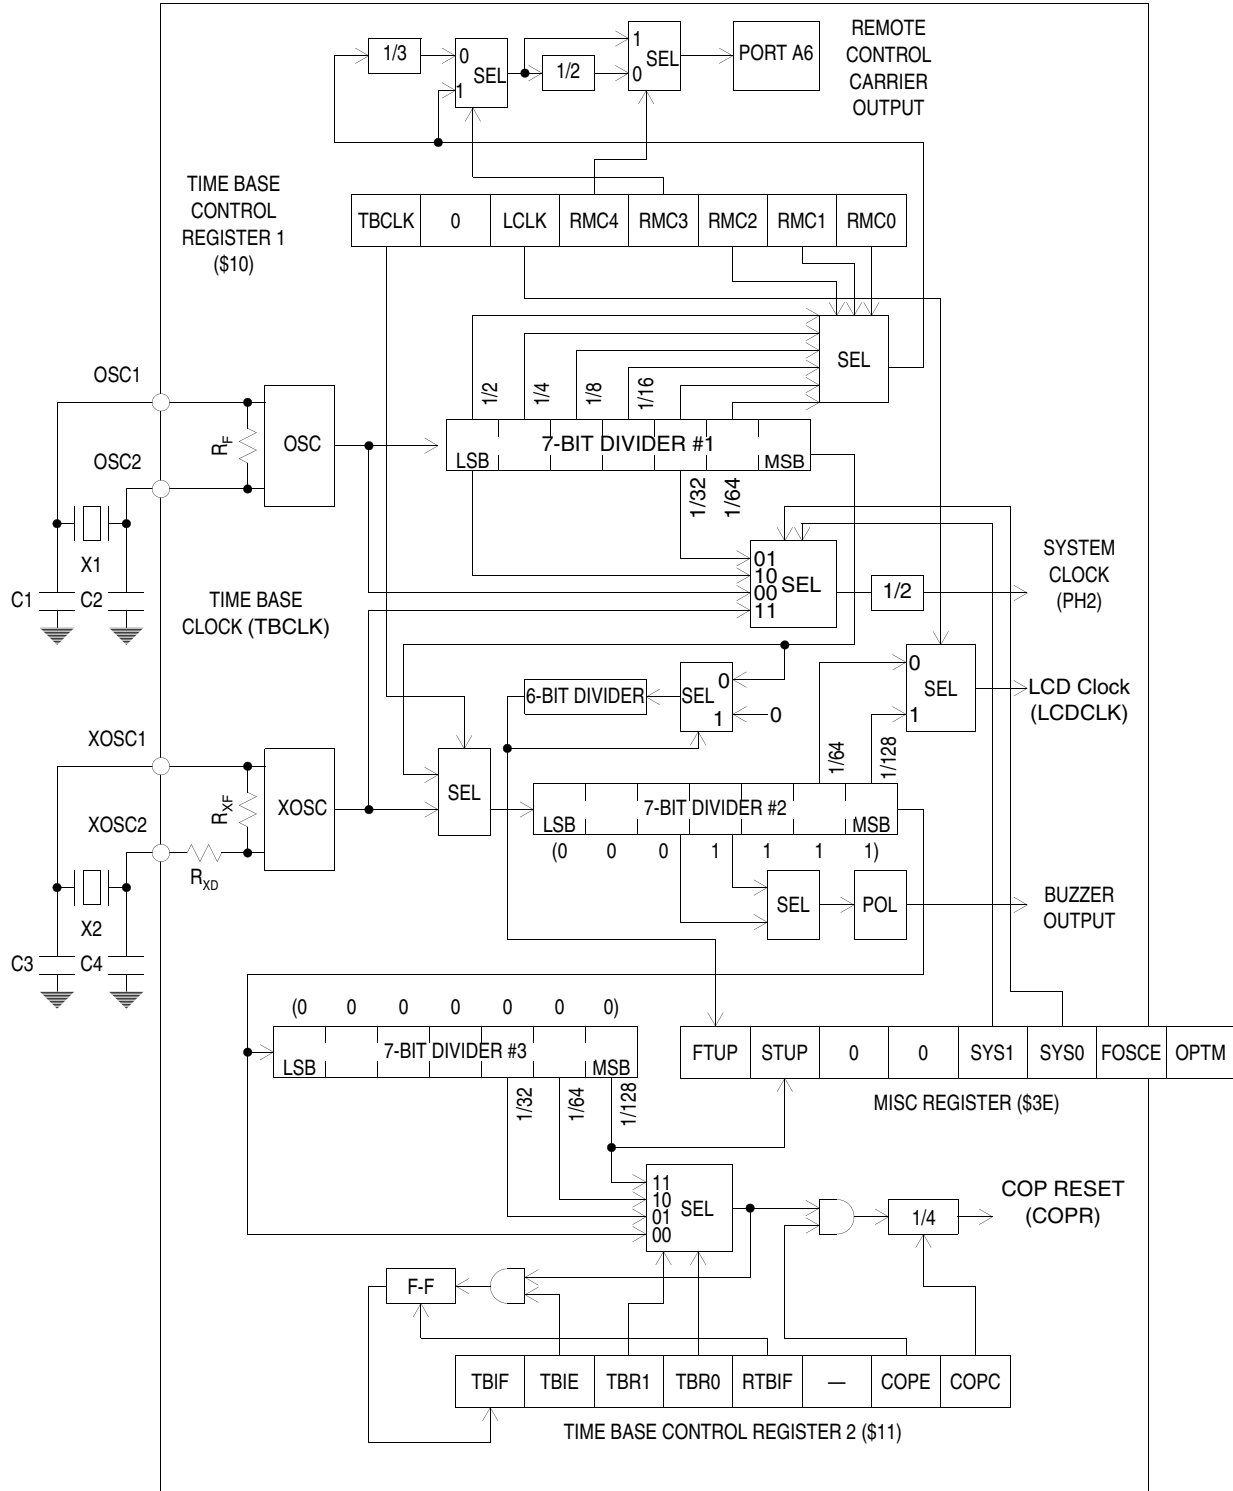 REMOTE
CONTROL
CARRIER
OUTPUT
1/3
0
1
SEL
1/2
1
0
SEL
PORT A6
TIME BASE
CONTROL
REGISTER 1
($10)
TBCLK 0 LCLK RMC4 RMC3 RMC2 RMC1 RMC0
SEL
1/2
1/4
1/8
1/16
7-BIT DIVIDER #1
LSB
MSB
1/32
1/64
OSC1
OSC2
RF
OSC
X1
C1
C2
TIME BASE
CLOCK (TBCLK)
01
10
00
11
SEL
1/2
SYSTEM
CLOCK
(PH2)
6-BIT DIVIDER
SEL
0
1
0
0
1
SEL
LCD Clock
(LCDCLK)
1/64
1/128
XOSC1
XOSC2
RXF
RXD
XOSC
X2
C3
C4
SEL
7-BIT DIVIDER #2
LSB
MSB
(0 0 0 1 1 1 1)
SEL
POL
BUZZER
OUTPUT
(0 0 0 0 0 0 0)
7-BIT DIVIDER #3
LSB
MSB
1/32
1/64
1/128
FTUP STUP 0 0 SYS1 SYS0 FOSCE OPTM
MISC REGISTER ($3E)
11
10
01
00
SEL
1/4
COP RESET
(COPR)
F-F
TBIF TBIE TBR1 TBR0 RTBIF — COPE COPC
TIME BASE CONTROL REGISTER 2 ($11)